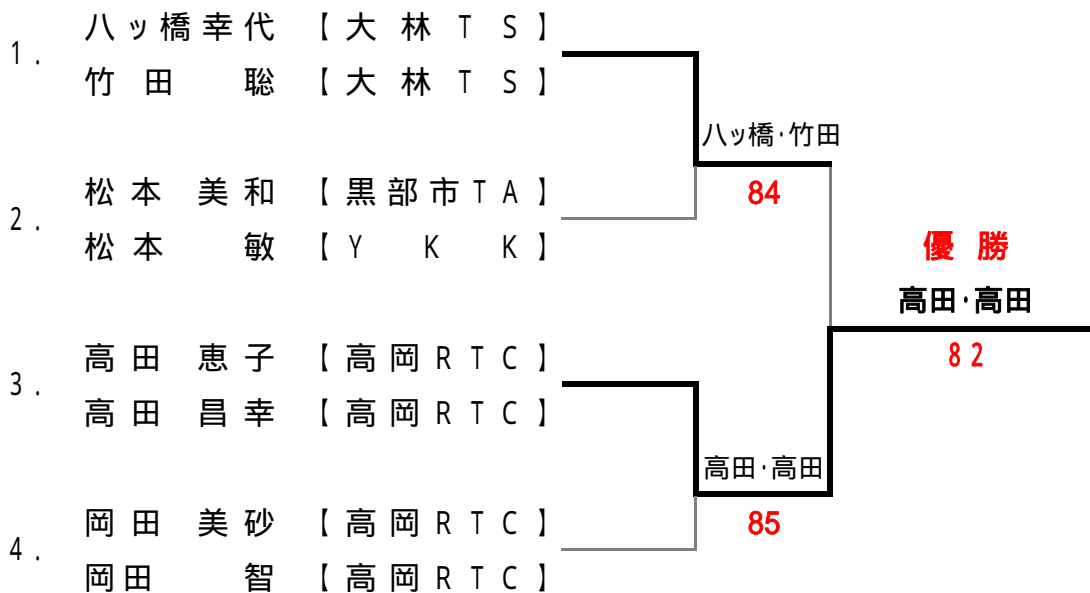 1. 八ッ橋幸代 【大林TS】
竹田 聡 【大林TS】
2. 松本 美和 【黒部市TA】
松本 敏 【YKK】
3. 高田 恵子 【高岡RTC】
高田 昌幸 【高岡RTC】
4. 岡田 美砂 【高岡RTC】
岡田 智 【高岡RTC】
八ッ橋・竹田
84
高田・高田
85
優勝
高田・高田
82